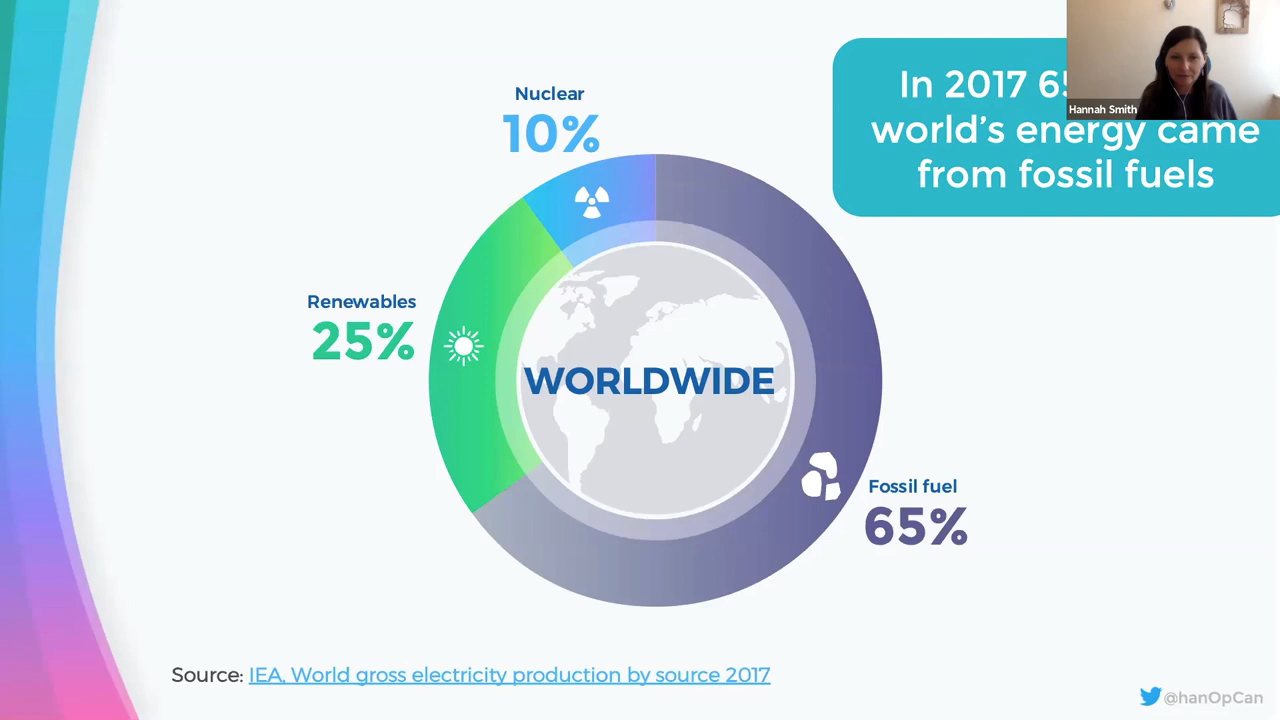 Nuclear
10%
In 2017
world's energy came
from fossil fuels
Hannah Smith
Renewables
25%
WORLDWIDE
Fossil fuel
65%
Source: IEA, World gross electricity production by source 2017
@hanOpCan